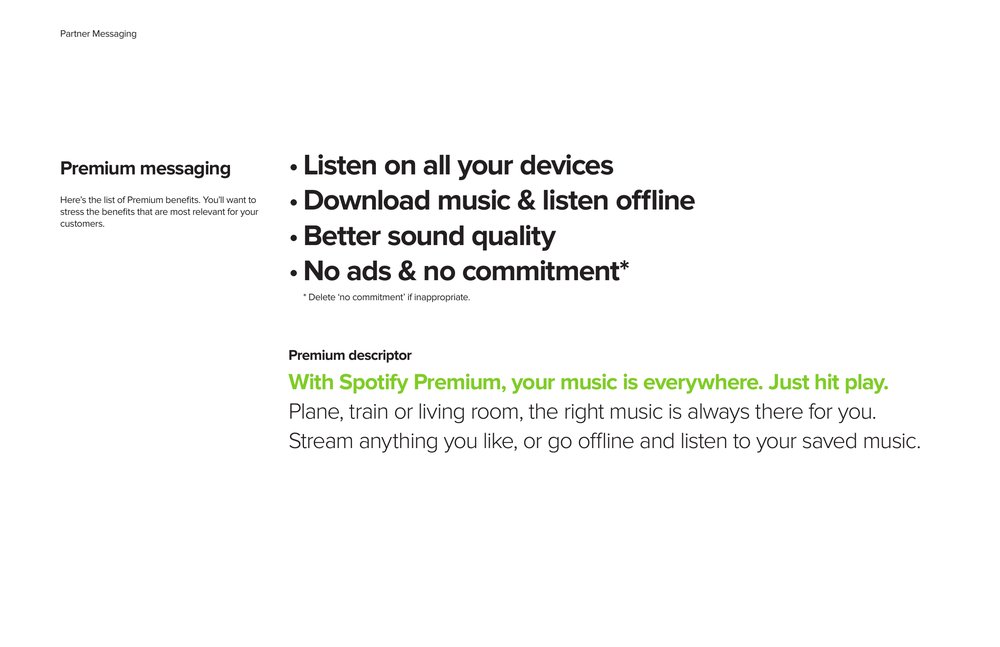 Partner Messaging
Premium messaging
Here's the list of Premium benefits. You'll want to
stress the benefits that are most relevant for your
customers.
• Listen on all your devices
• Download music & listen offline
• Better sound quality
• No ads & no commitment*
* Delete 'no commitment' if inappropriate.
Premium descriptor
With Spotify Premium, your music is everywhere. Just hit play.
Plane, train or living room, the right music is always there for you.
Stream anything you like, or go offline and listen to your saved music.